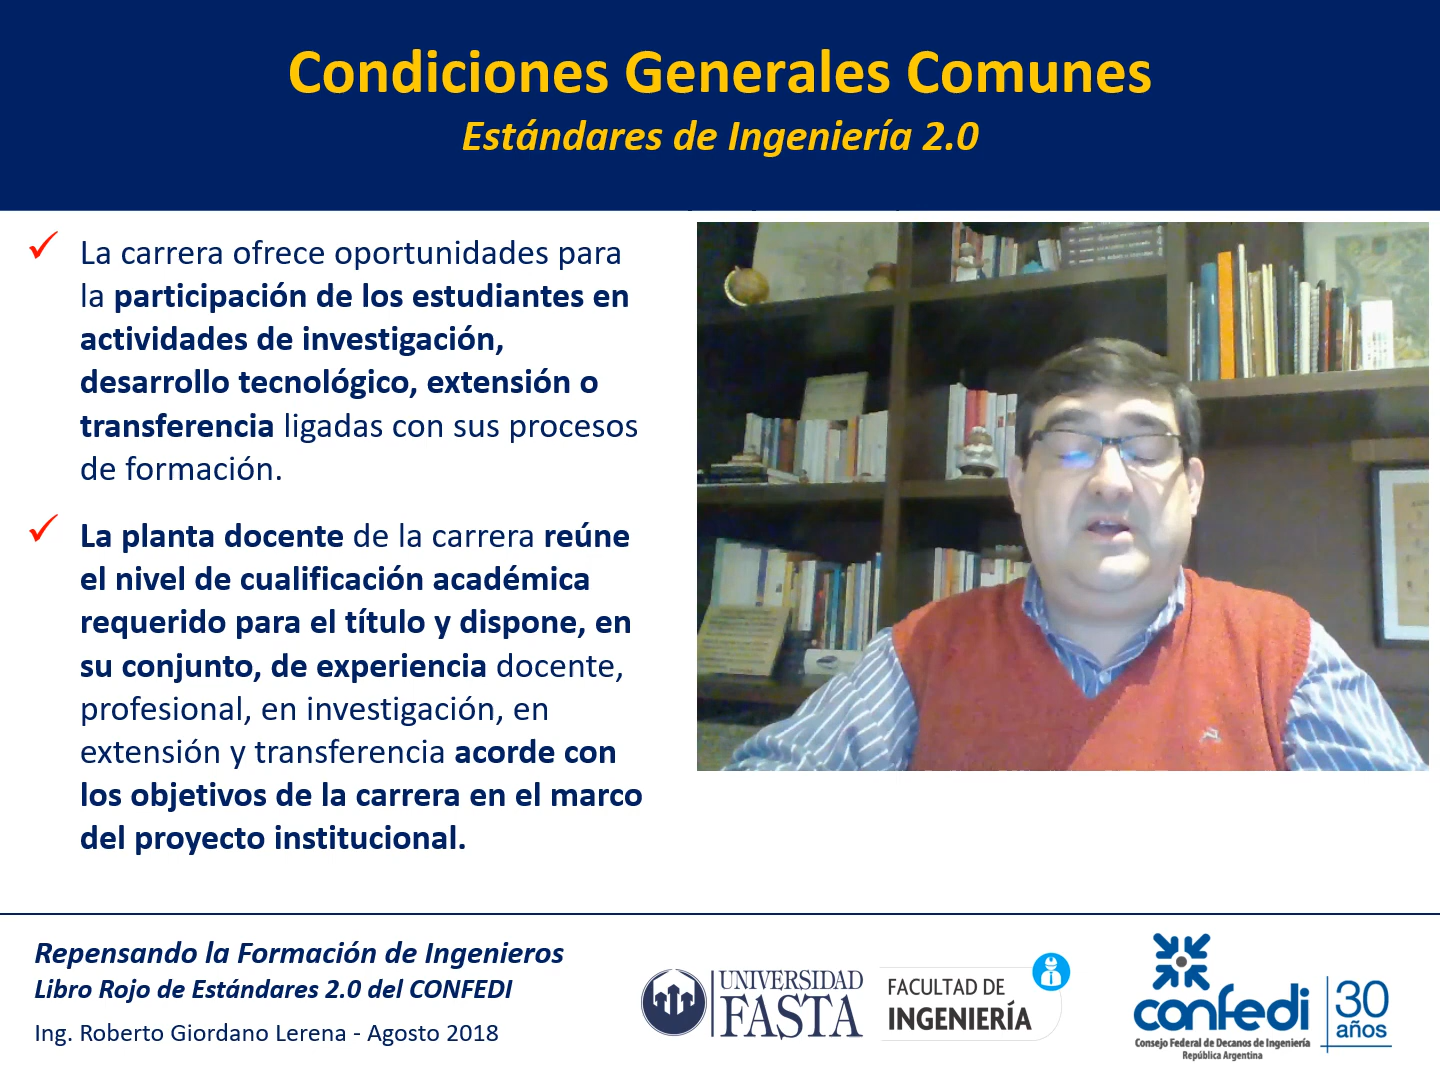 Condiciones Generales Comunes
Estándares de Ingeniería 2.0
La carrera ofrece oportunidades para
la participación de los estudiantes en
actividades de investigación,
desarrollo tecnológico, extensión o
transferencia ligadas con sus procesos
de formación.
La planta docente de la carrera reúne
el nivel de cualificación académica
requerido para el título y dispone, en
su conjunto, de experiencia docente,
profesional, en investigación, en
extensión y transferencia acorde con
los objetivos de la carrera en el marco
del proyecto institucional.
Repensando la Formación de Ingenieros
Libro Rojo de Estándares 2.0 del CONFEDI
Ing. Roberto Giordano Lerena - Agosto 2018
UNIVERSIDAD
FASTA
FACULTAD DE
INGENIERÍA
confedi
Consejo Federal de Decanos de Ingeniería
República Argentina
30
años